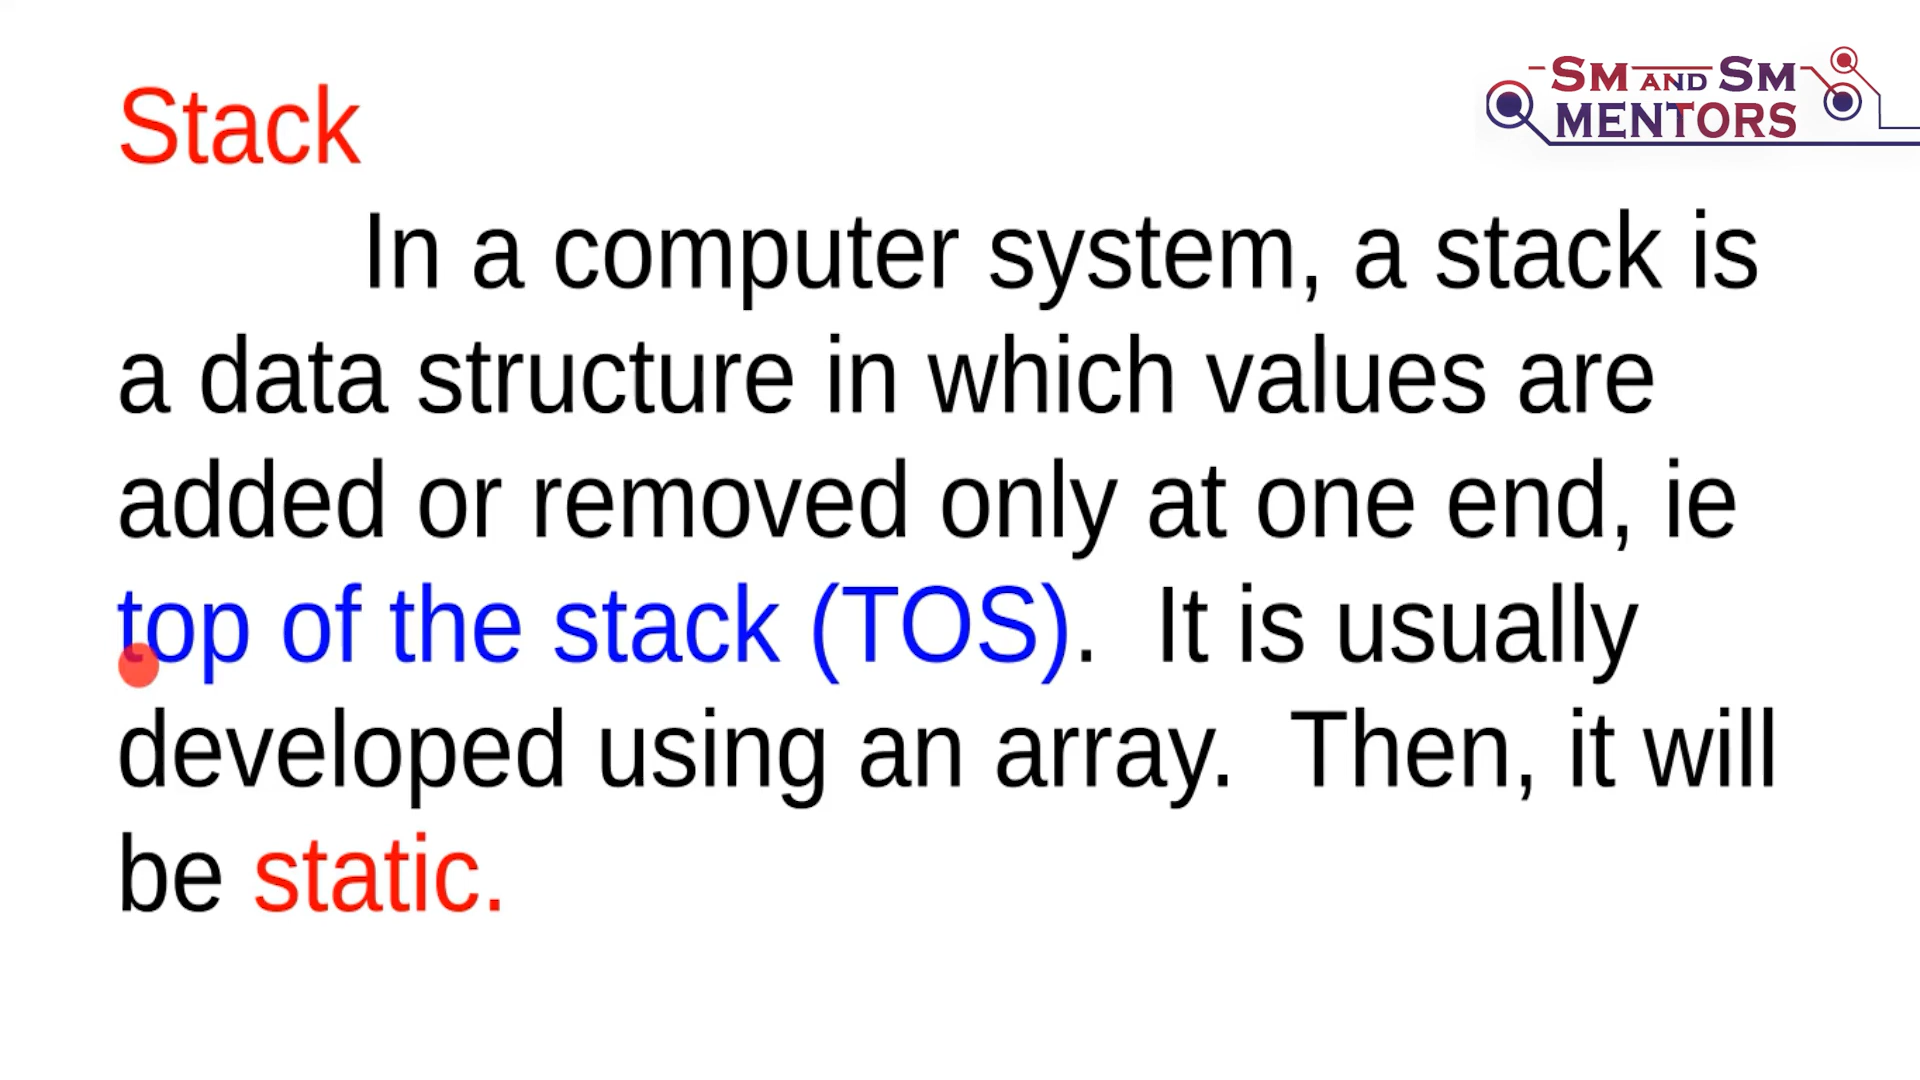 SM AND SM
MENTORS
Stack
In a computer system, a stack is
a data structure in which values are
added or removed only at one end, ie
top of the stack (TOS).  It is usually
developed using an array.  Then, it will
be static.